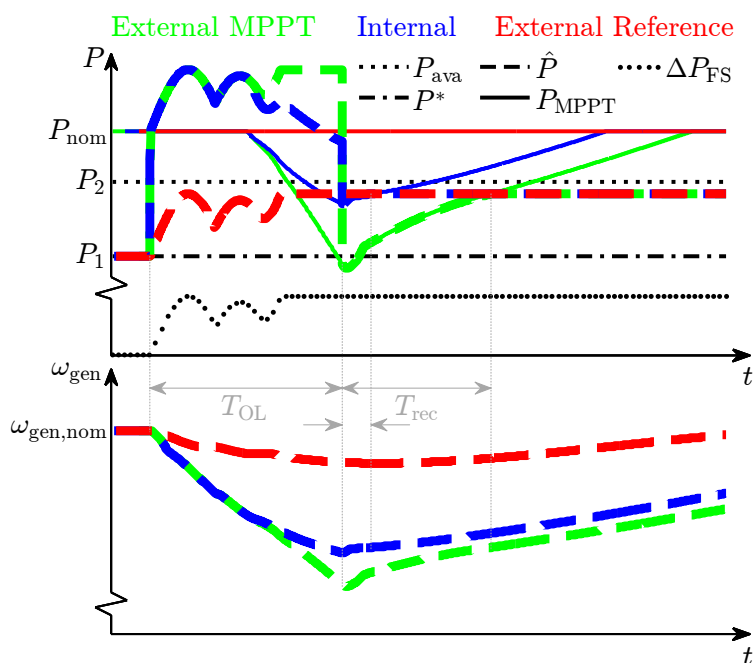 External MPPT Internal External Reference
P
P_ava P̂ ΔP_FS
P* P_MPPT
P_nom
P_2
P_1
t
ω_gen
T_OL T_rec
ω_gen,nom
t